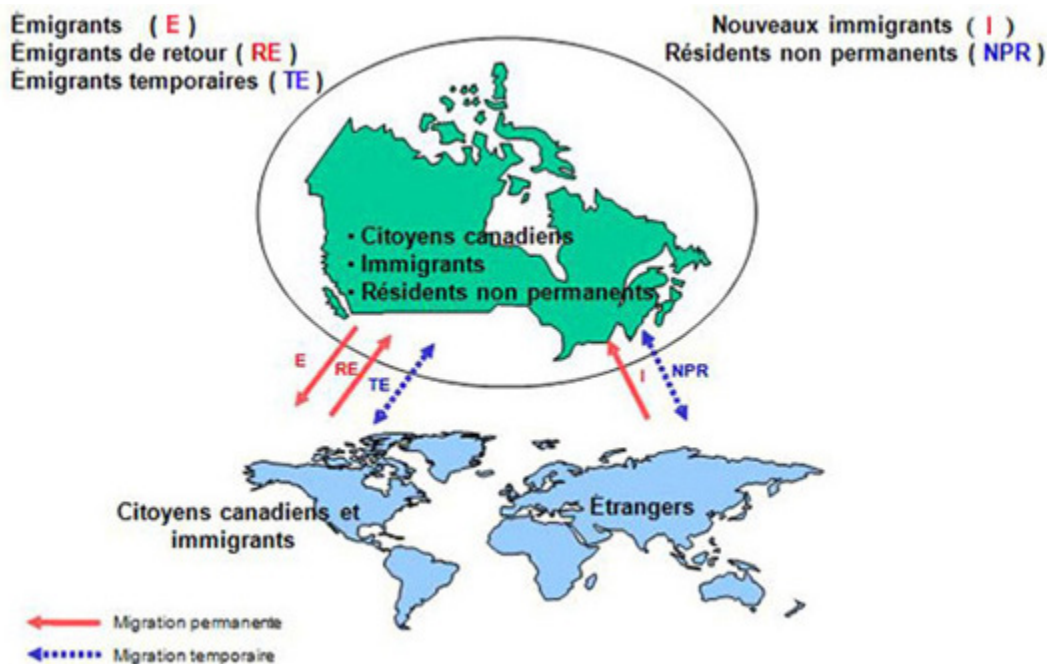 Émigrants ( E )
Émigrants de retour ( RE )
Émigrants temporaires ( TE )
Nouveaux immigrants ( I )
Résidents non permanents ( NPR )
• Citoyens canadiens
• Immigrants
• Résidents non permanents
E
RE
TE
I
NPR
Citoyens canadiens et
immigrants
Étrangers
Migration permanente
Migration temporaire